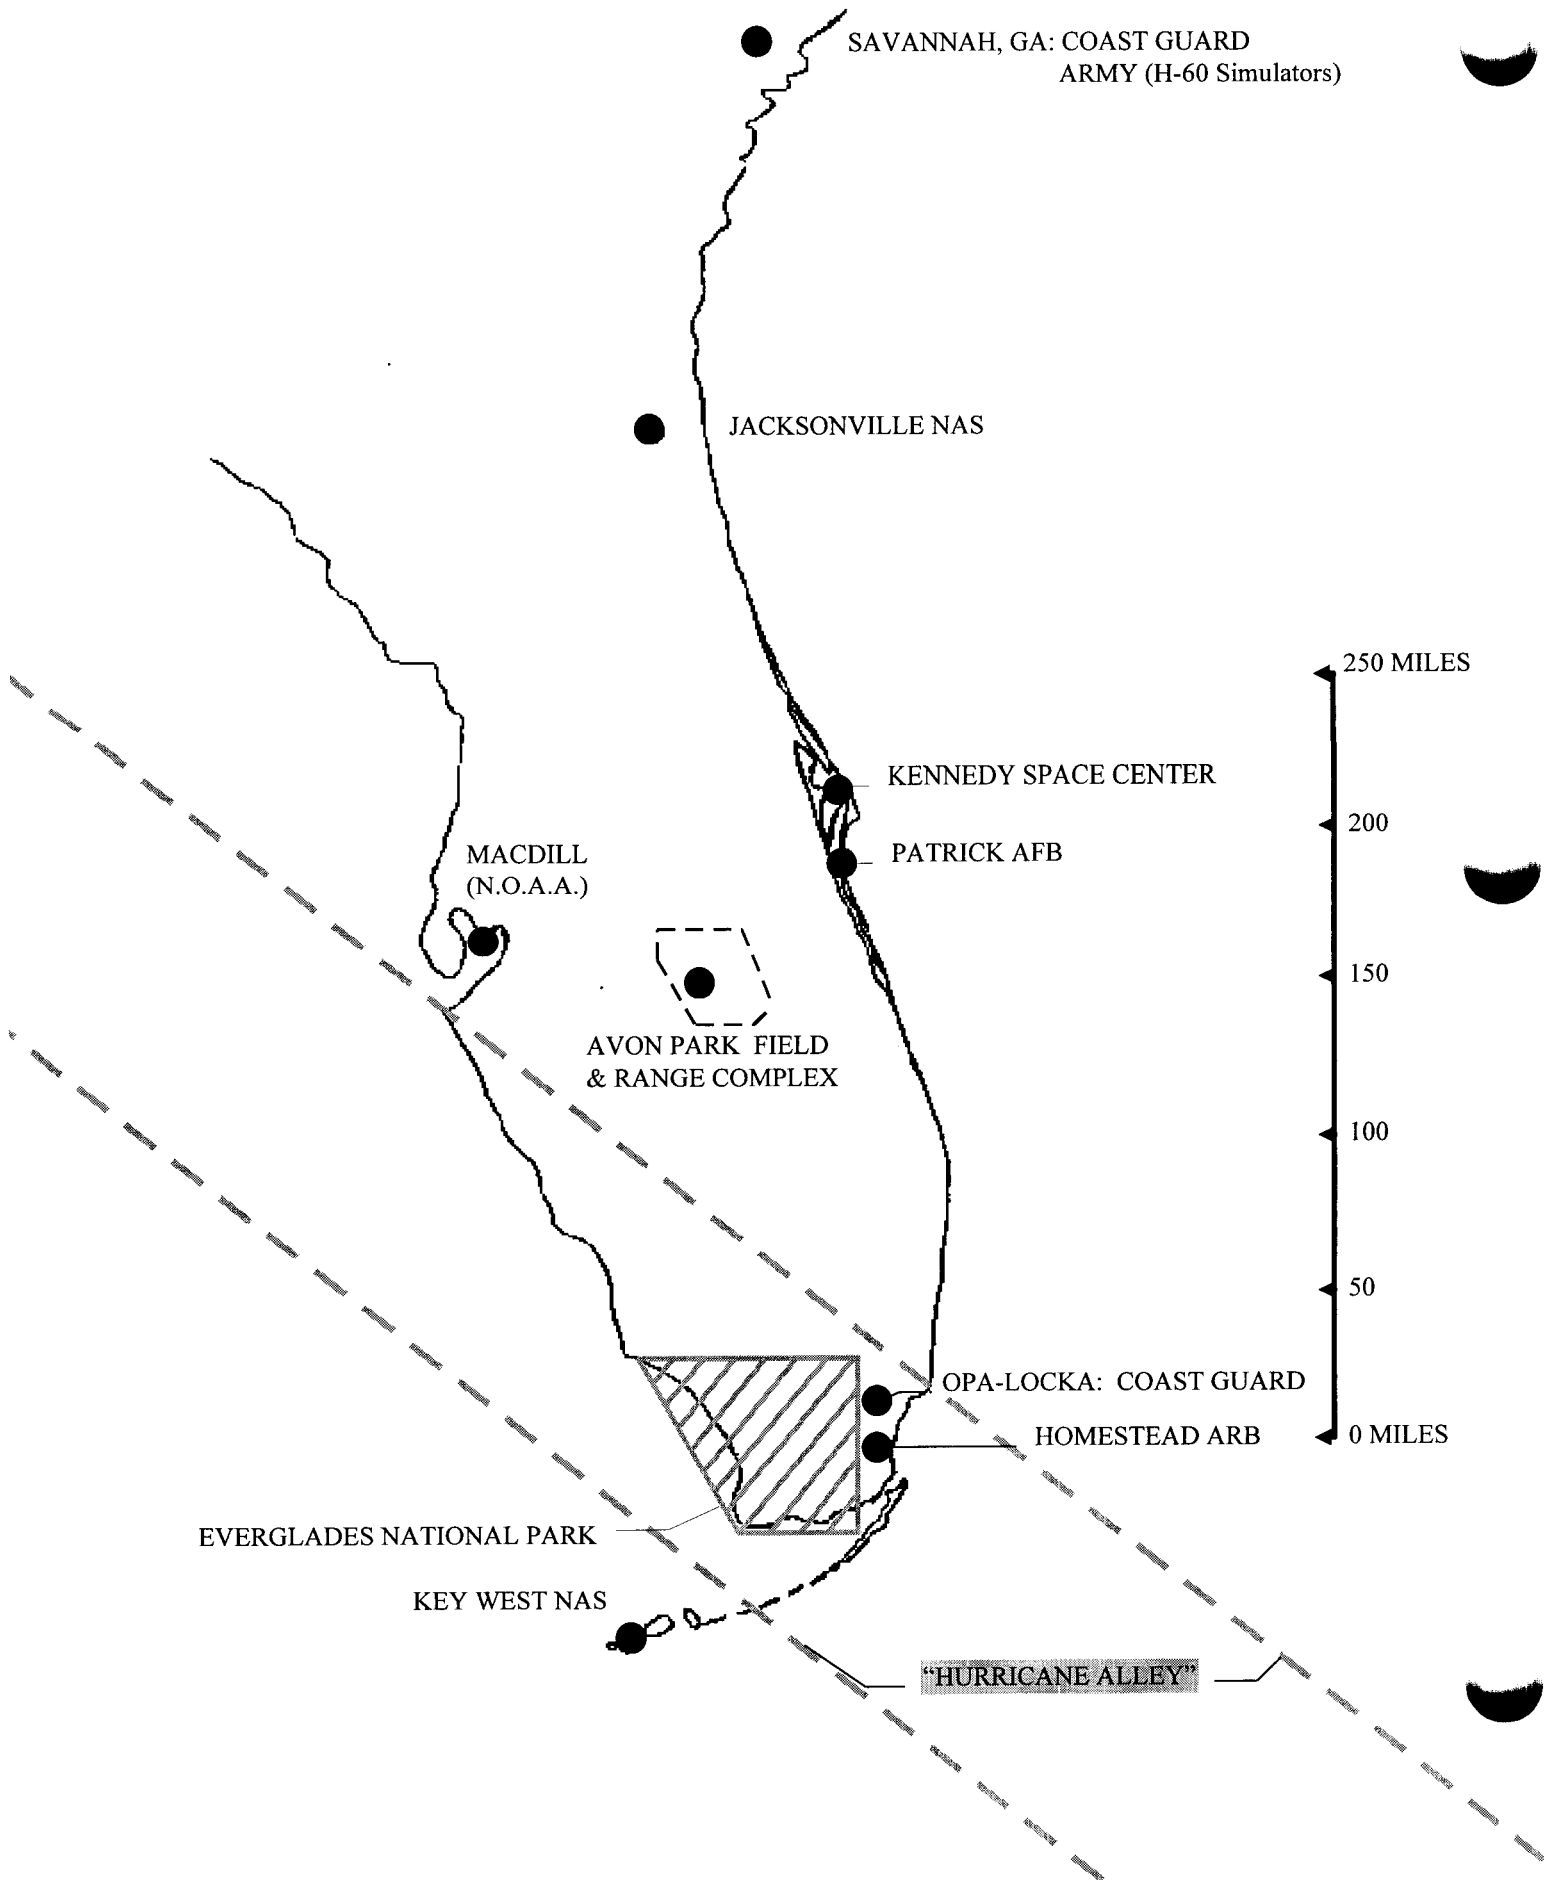 SAVANNAH, GA: COAST GUARD
ARMY (H-60 Simulators)
JACKSONVILLE NAS
250 MILES
KENNEDY SPACE CENTER
200
MACDILL
(N.O.A.A.)
PATRICK AFB
150
AVON PARK FIELD
& RANGE COMPLEX
100
50
OPA-LOCKA: COAST GUARD
HOMESTEAD ARB
0 MILES
EVERGLADES NATIONAL PARK
KEY WEST NAS
“HURRICANE ALLEY”